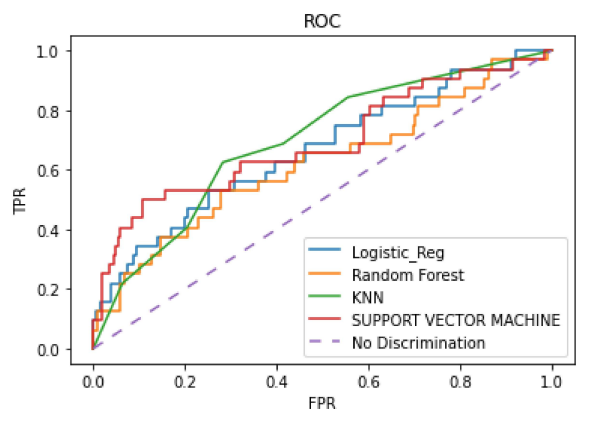 ROC
1.0
0.8
0.6
0.4
0.2
0.0
TPR
Logistic_Reg
Random Forest
KNN
SUPPORT VECTOR MACHINE
No Discrimination
0.0 0.2 0.4 0.6 0.8 1.0
FPR